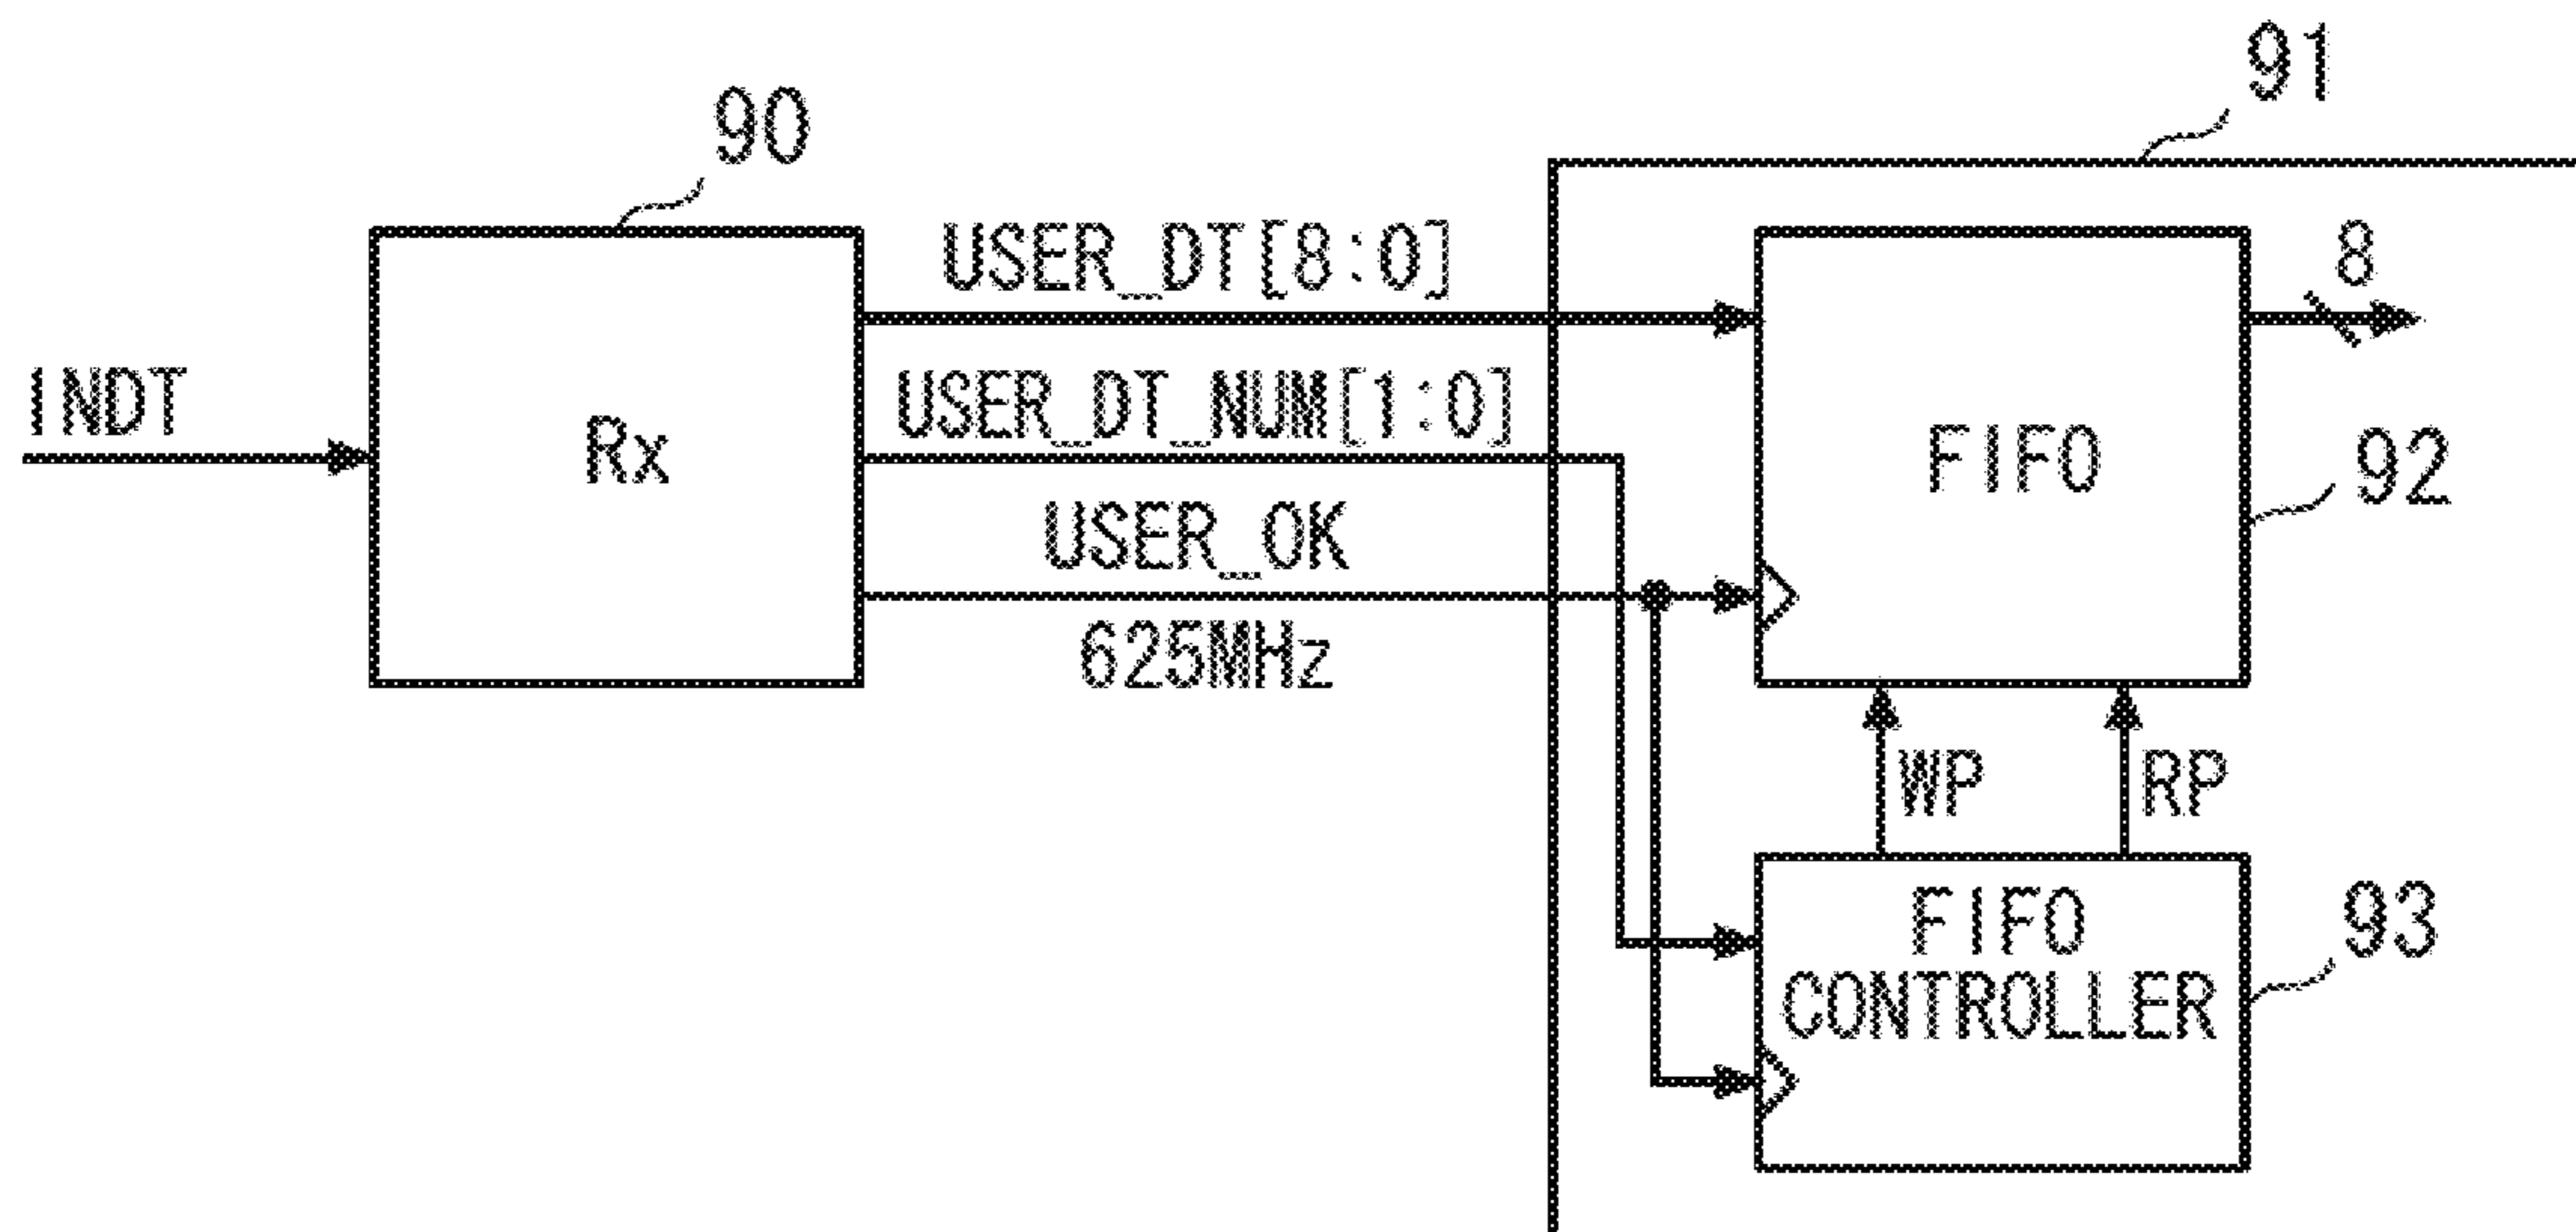 91
90
USER_DT[8:0]
8
INDT
USER_DT_NUM[1:0]
Rx
FIFO
92
USER_OK
625MHz
WP
RP
FIFO
CONTROLLER
93